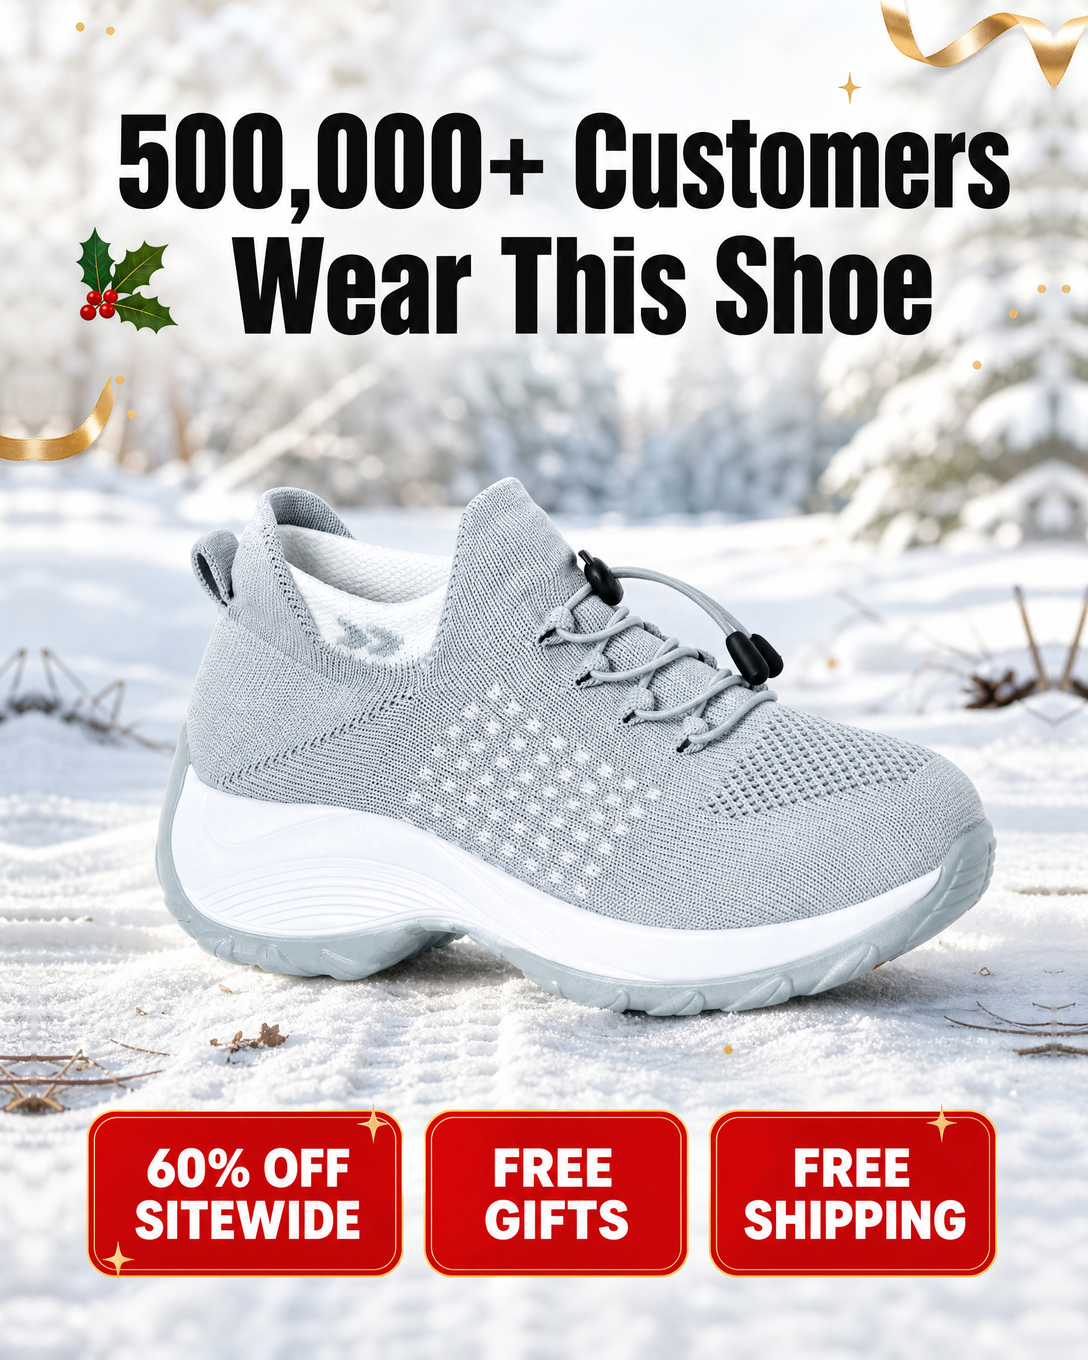 500,000+ Customers
Wear This Shoe
60% OFF
SITEWIDE
FREE
GIFTS
FREE
SHIPPING